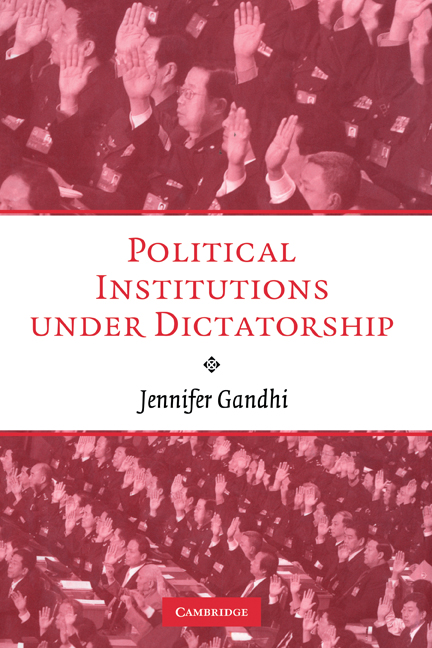 POLITICAL
INSTITUTIONS
UNDER DICTATORSHIP
Jennifer Gandhi
CAMBRIDGE